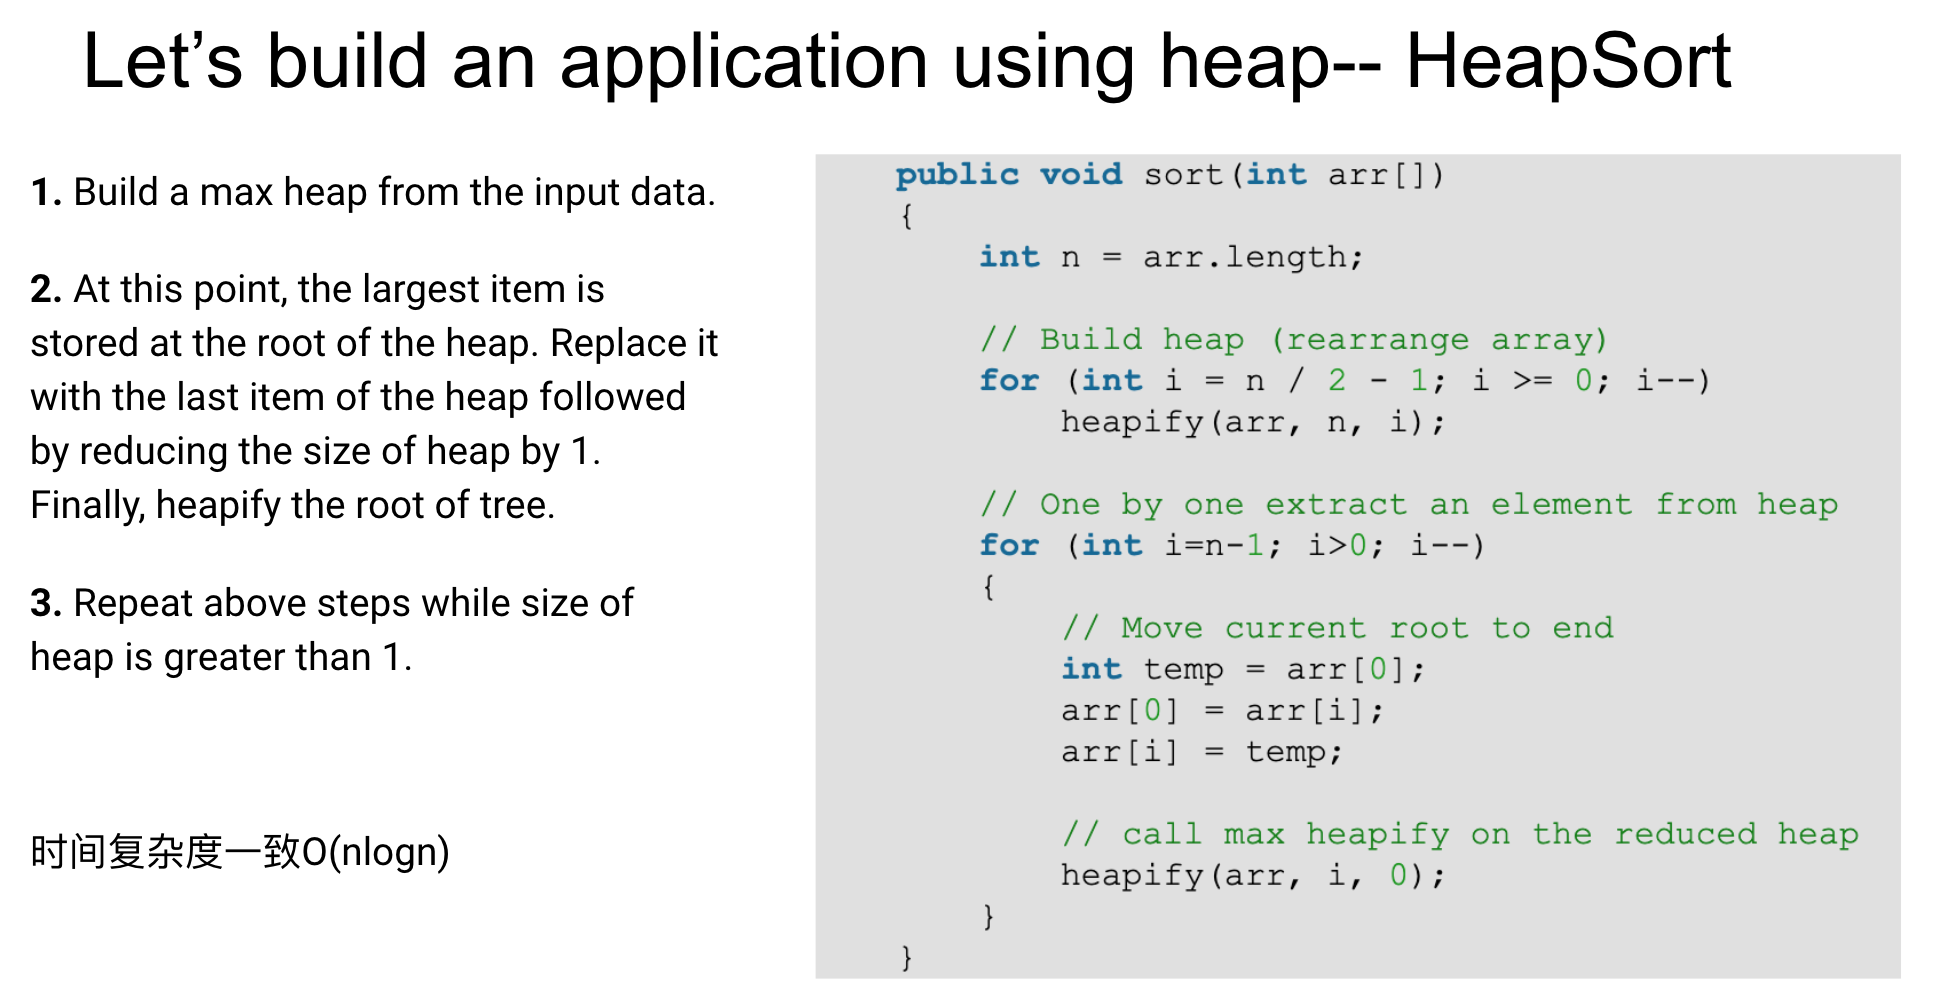 Let’s build an application using heap-- HeapSort
1. Build a max heap from the input data.
2. At this point, the largest item is
stored at the root of the heap. Replace it
with the last item of the heap followed
by reducing the size of heap by 1.
Finally, heapify the root of tree.
3. Repeat above steps while size of
heap is greater than 1.
时间复杂度一致O(nlogn)
public void sort(int arr[])
{
int n = arr.length;
// Build heap (rearrange array)
for (int i = n / 2 - 1; i >= 0; i--)
heapify(arr, n, i);
// One by one extract an element from heap
for (int i=n-1; i>0; i--)
{
// Move current root to end
int temp = arr[0];
arr[0] = arr[i];
arr[i] = temp;
// call max heapify on the reduced heap
heapify(arr, i, 0);
}
}